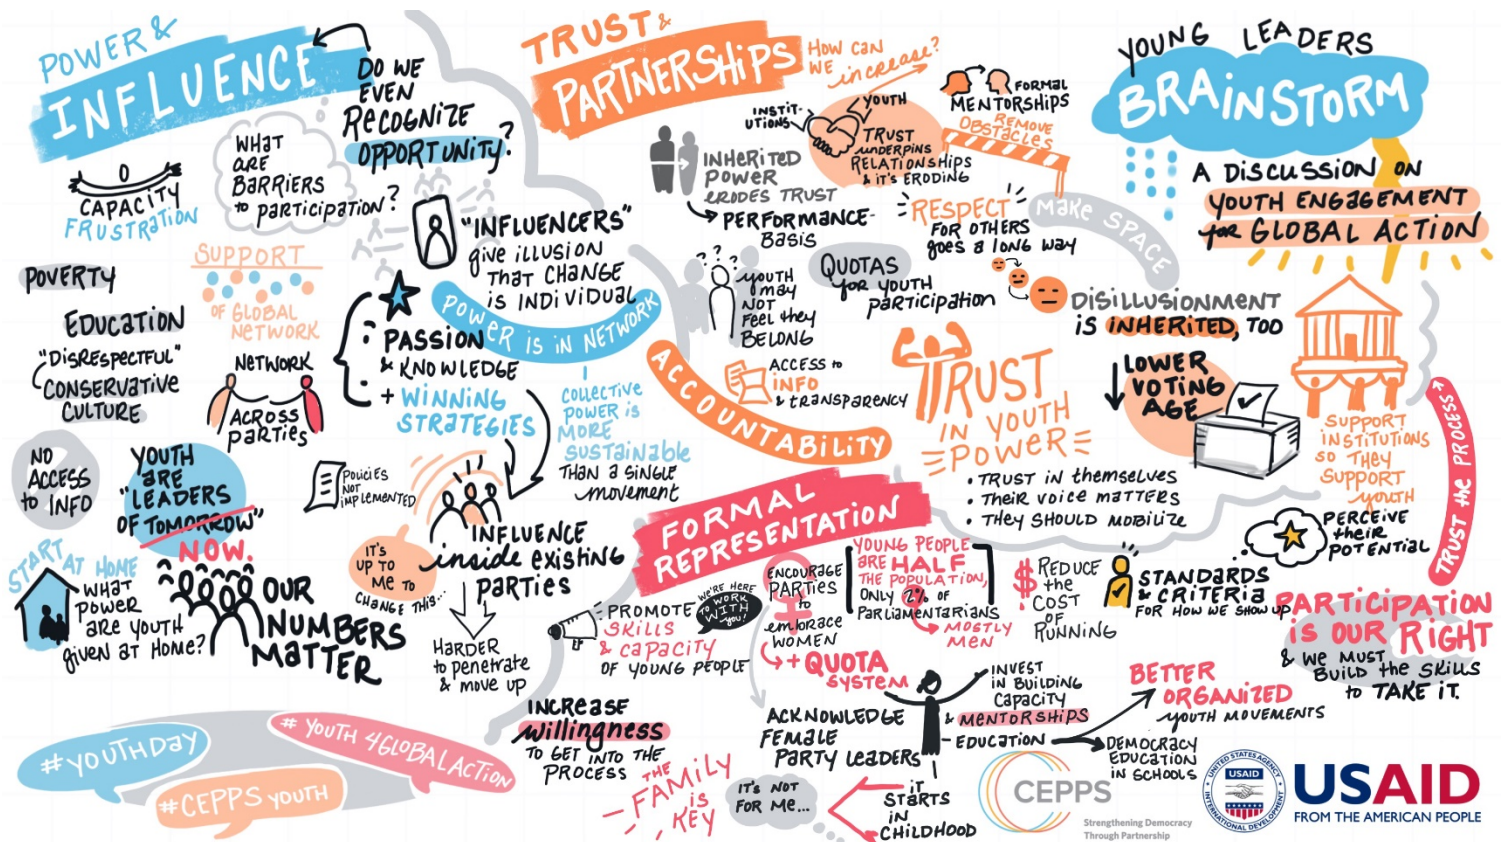 POWER &
INFLUENCE
DO WE
EVEN
RECOGNIZE
OPPORTUNITY?
WHAT
ARE
BARRIERS
to participation?
CAPACITY
FRUSTRATION
POVERTY
EDUCATION
"DISRESPECTFUL"
CONSERVATIVE
CULTURE
NO
ACCESS
to INFO
SUPPORT
OF GLOBAL
NETWORK
NETWORK
ACROSS
parties
"INFLUENCERS"
give illusion
THAT CHANGE
is INDIVIDUAL
POWER IS IN NETWORK
PASSION
& KNOWLEDGE
+ WINNING
STRATEGIES
COLLECTIVE
POWER is
MORE
sustainable
THAN a SINGLE
movement
YOUTH
ARE
"LEADERS
OF TOMORROW"
NOW.
POLICIES
NOT
IMPLEMENTED
IT'S
UP TO
ME TO
CHANGE THIS...
INFLUENCE
inside existing
parties
HARDER
to penetrate
& move up
START AT HOME
WHAT
POWER
are YOUTH
given AT HOME?
OUR
NUMBERS
MATTER
#YOUTHDAY
# YOUTH 4GLOBALACTION
#CEPPS YOUTH
TRUST &
PARTNERSHIPS
HOW CAN
WE increase?
INSTIT-
UTIONS
YOUTH
TRUST
UNDERPINS
RELATIONSHIPS
& it's ERODING
FORMAL
MENTORSHIPS
REMOVE
OBSTACLES
INHERITED
POWER
ERODES TRUST
PERFORMANCE-
BASIS
RESPECT
FOR OTHERS
goes a long way
MAKE SPACE
? ? ?
youth
may
NOT
Feel they
BELONG
QUOTAS
for YOUTH
participation
DISILLUSIONMENT
is INHERITED, TOO
ACCOUNTABILITY
ACCESS to
INFO
& transparency
TRUST
IN YOUTH
POWER
• TRUST in themselves
• Their voice matters
• They SHOULD MOBILIZE
LOWER
VOTING
AGE
YOUNG LEADERS
BRAINSTORM
A DISCUSSION ON
YOUTH ENGAGEMENT
for GLOBAL ACTION
SUPPORT
INSTITUTIONS
SO THEY
SUPPORT
youth
TRUST the PROCESS
PERCEIVE
their
POTENTIAL
FORMAL
REPRESENTATION
PROMOTE
SKILLS
& CAPACITY
OF YOUNG PEOPLE
WE'RE HERE
TO WORK
WITH
you!
ENCOURAGE
PARTIES
to
embrace
WOMEN
+ QUOTA
SYSTEM
YOUNG PEOPLE
ARE HALF
THE POPULATION,
ONLY 2% OF
Parliamentarians
MOSTLY
MEN
$ REDUCE
the
COST
OF
RUNNING
STANDARDS
& CRITERIA
FOR HOW WE SHOW UP
PARTICIPATION
is OUR RIGHT
& WE MUST
BUILD the SKILLS
to TAKE IT.
INCREASE
willingness
TO GET INTO THE
PROCESS
THE
FAMILY
is
KEY
IT'S NOT
FOR ME...
ACKNOWLEDGE
FEMALE
PARTY LEADERS
INVEST
IN BUILDING
CAPACITY
& MENTORSHIPS
- EDUCATION
IT
STARTS
IN
CHILDHOOD
BETTER
ORGANIZED
youth MOVEMENTS
DEMOCRACY
EDUCATION
IN SCHOOLS
CEPPS
Strengthening Democracy
Through Partnership
UNITED STATES AGENCY
USAID
INTERNATIONAL DEVELOPMENT
USAID
FROM THE AMERICAN PEOPLE